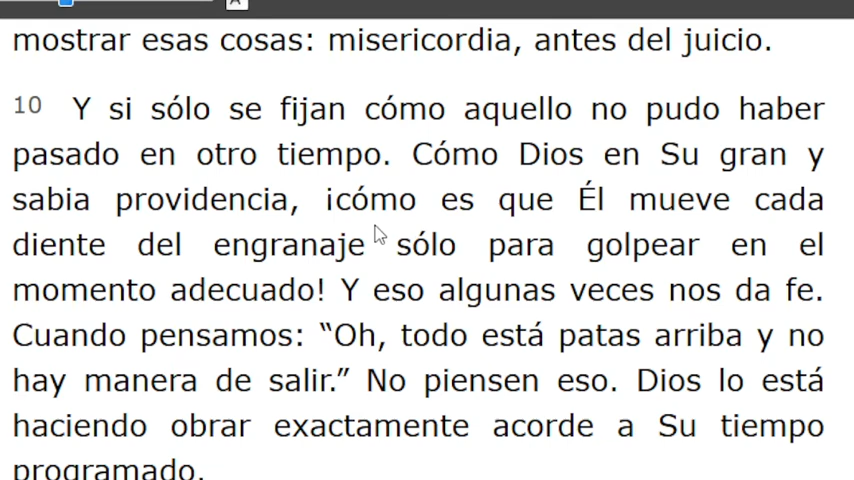 A
mostrar esas cosas: misericordia, antes del juicio.
10 Y si sólo se fijan cómo aquello no pudo haber
pasado en otro tiempo. Cómo Dios en Su gran y
sabia providencia, ¡cómo es que Él mueve cada
diente del engranaje sólo para golpear en el
momento adecuado! Y eso algunas veces nos da fe.
Cuando pensamos: “Oh, todo está patas arriba y no
hay manera de salir.” No piensen eso. Dios lo está
haciendo obrar exactamente acorde a Su tiempo
programado.